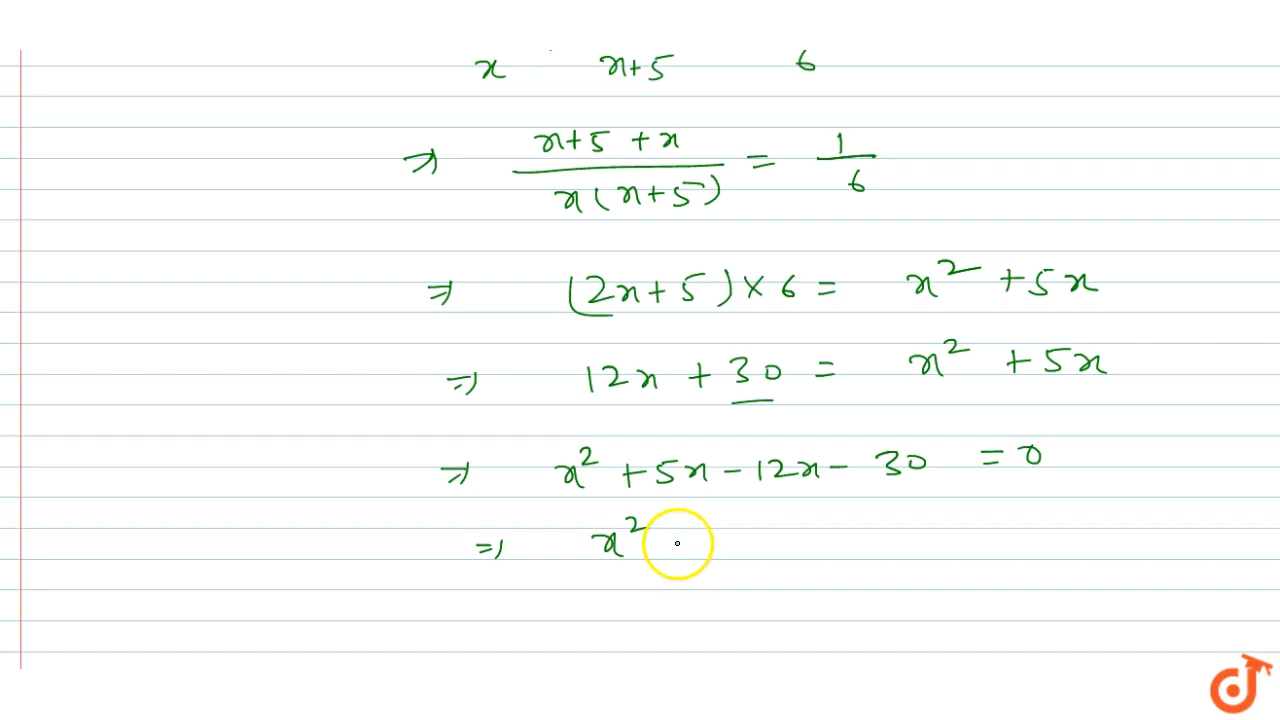 x x+5 6
⇒ x+5 +x / x(x+5) = 1/6
⇒ (2x+5)×6 = x² +5x
⇒ 12x + 30 = x² + 5x
⇒ x² + 5x - 12x - 30 = 0
⇒ x²